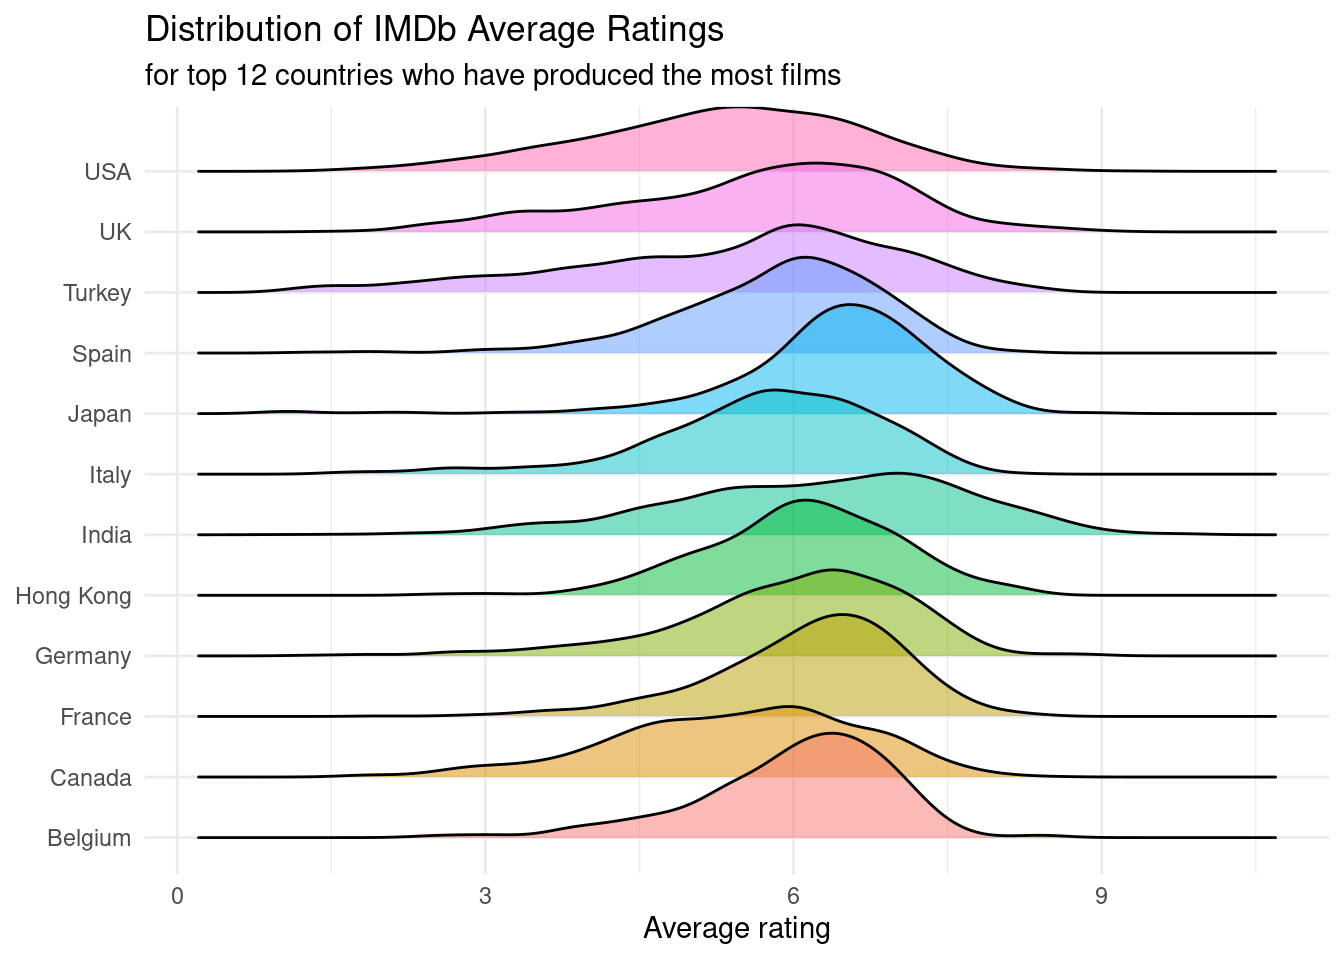 Distribution of IMDb Average Ratings
for top 12 countries who have produced the most films
USA
UK
Turkey
Spain
Japan
Italy
India
Hong Kong
Germany
France
Canada
Belgium
0 3 6 9
Average rating